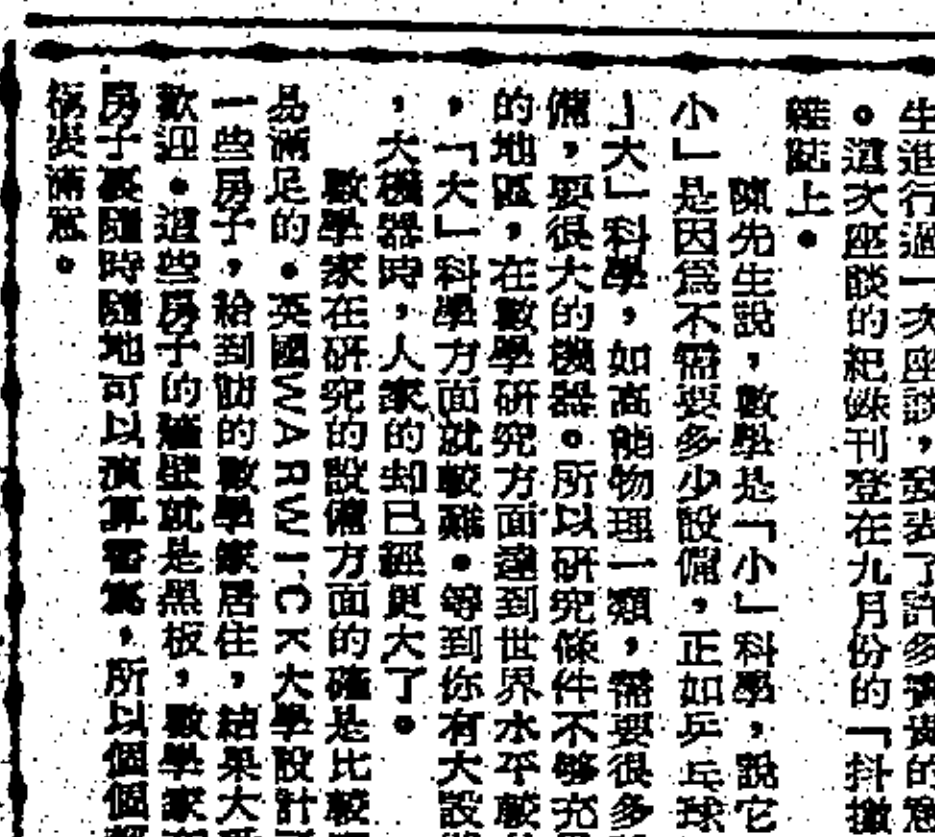 生進行過一次座談，發表了許多寶貴的意
。這次座談的紀錄刊登在九月份的「抖擻
雜誌上。
陳先生說，數學是「小」科學，說它
小」是因爲不需要多少設備，正如乒乓球
」大」科學，如高能物理一類，需要很多
備，要很大的機器。所以研究條件不够充
的地區，在數學研究方面達到世界水平較
，「大」科學方面就較難。等到你有大設
，大機器時，人家的却已經更大了。
數學家在研究的設備方面的確是比較
易滿足的。英國WARWICK大學設計
一些房子，給到訪的數學家居住，結果大
歡迎。這些房子的牆壁就是黑板，數學家
房子裏隨時隨地可以演算書寫，所以個個
滿意。